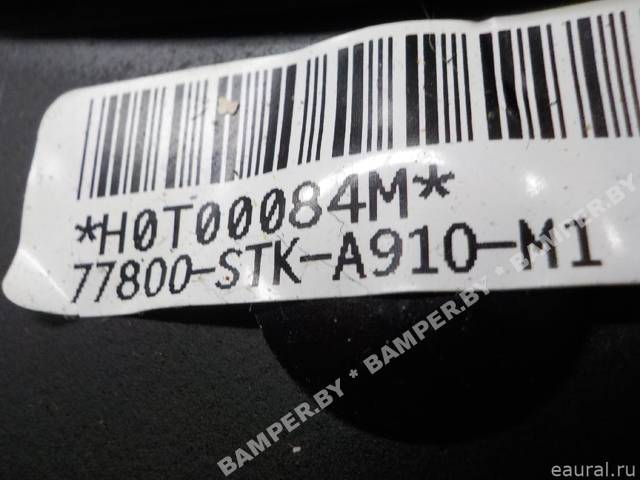 *H0T00084M*
77800-STK-A910-M1
BAMPER.BY * BAMPER.BY * BAMPER.BY
eaural.ru